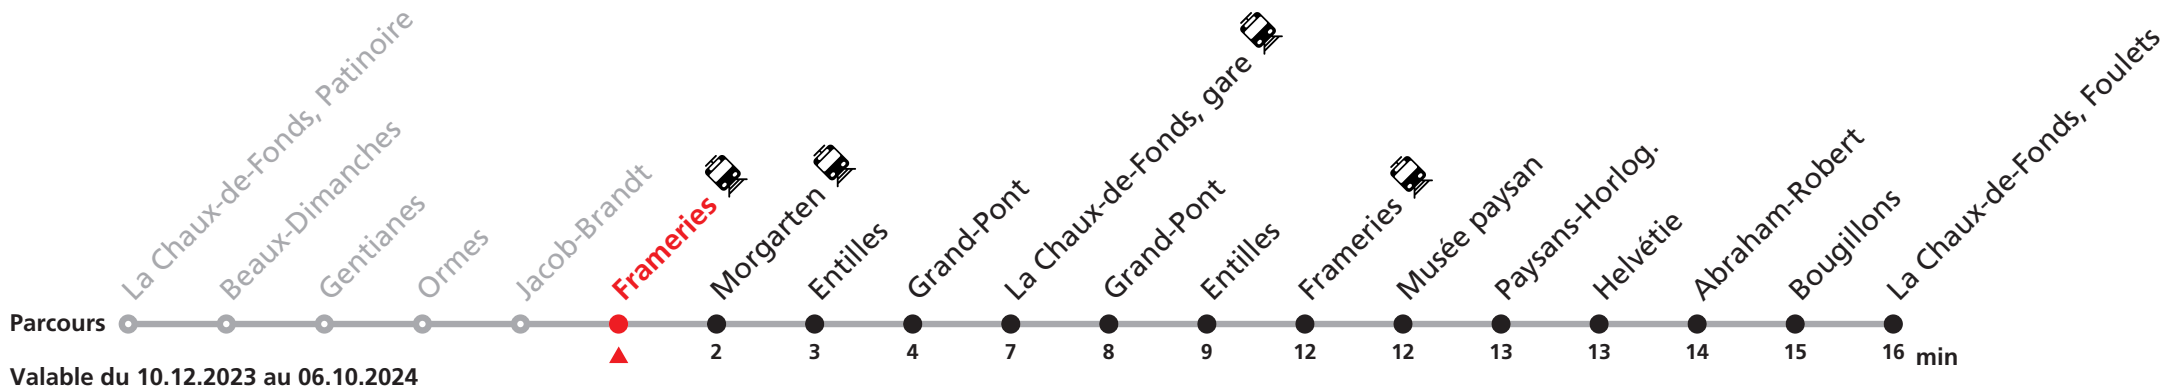 La Chaux-de-Fonds, Patinoire
Beaux-Dimanches
Gentianes
Ormes
Jacob-Brandt
Frameries
Morgarten
Entilles
Grand-Pont
La Chaux-de-Fonds, gare
Grand-Pont
Entilles
Frameries
Musée paysan
Paysans-Horlog.
Helvétie
Abraham-Robert
Bougillons
La Chaux-de-Fonds, Foulets
Parcours
2 3 4 7 8 9 12 12 13 13 14 15 16 min
Valable du 10.12.2023 au 06.10.2024